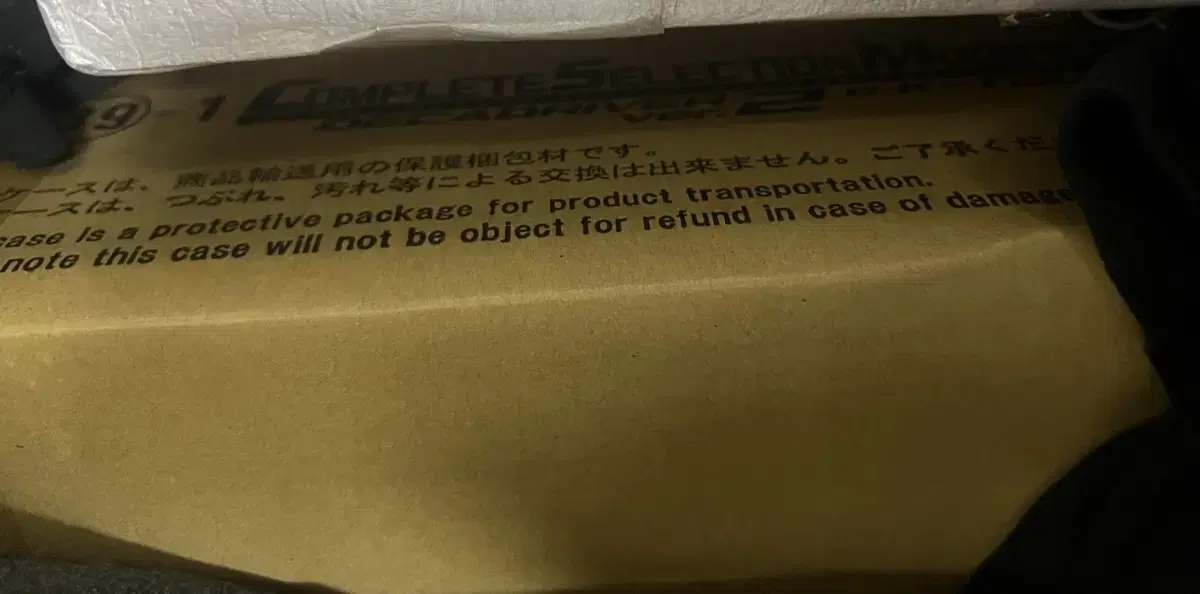 9-1 COMPLETE SELECTION
DECADRIVER VER. 2
ケースは、商品輸送用の保護梱包材です。
ースは、つぶれ、汚れ等による交換は出来ません。ご了承くだ
case is a protective package for product transportation.
note this case will not be object for refund in case of damage